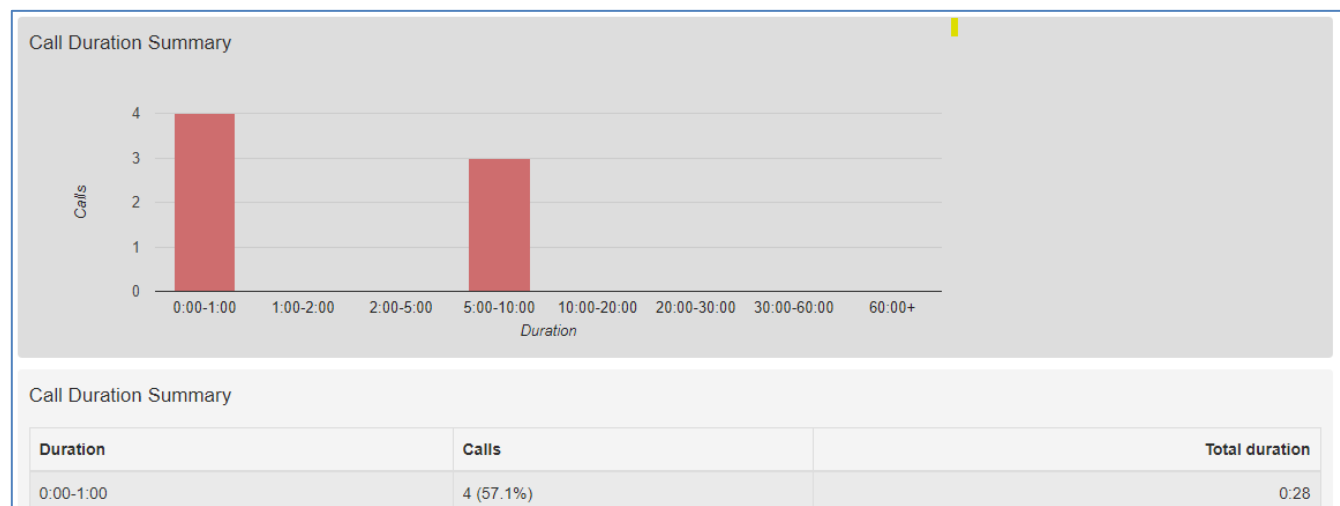 Call Duration Summary
4
3
2
1
0
Calls
0:00-1:00 1:00-2:00 2:00-5:00 5:00-10:00 10:00-20:00 20:00-30:00 30:00-60:00 60:00+
Duration
Call Duration Summary
Duration Calls Total duration
0:00-1:00 4 (57.1%) 0:28